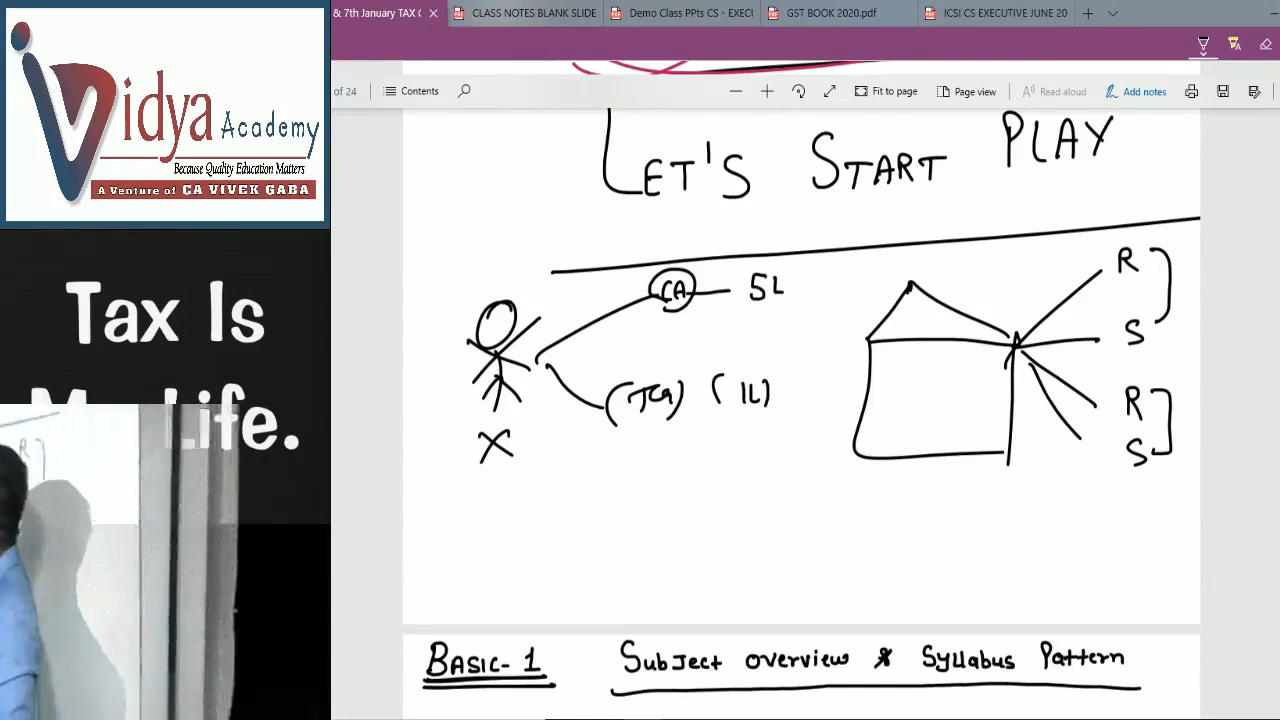 & 7th January TAX C
CLASS NOTES BLANK SLIDE
Demo Class PPts CS - EXECI
GST BOOK 2020.pdf
ICSI CS EXECUTIVE JUNE 20
of 24
Contents
Fit to page
Page view
Read aloud
Add notes
Vidya Academy
Because Quality Education Matters
A Venture of CA VIVEK GABA
Tax Is
My Life.
LET'S START PLAY
CA 5L
(1L)
X
R
S
R
S
BASIC-1 Subject overview & Syllabus Pattern